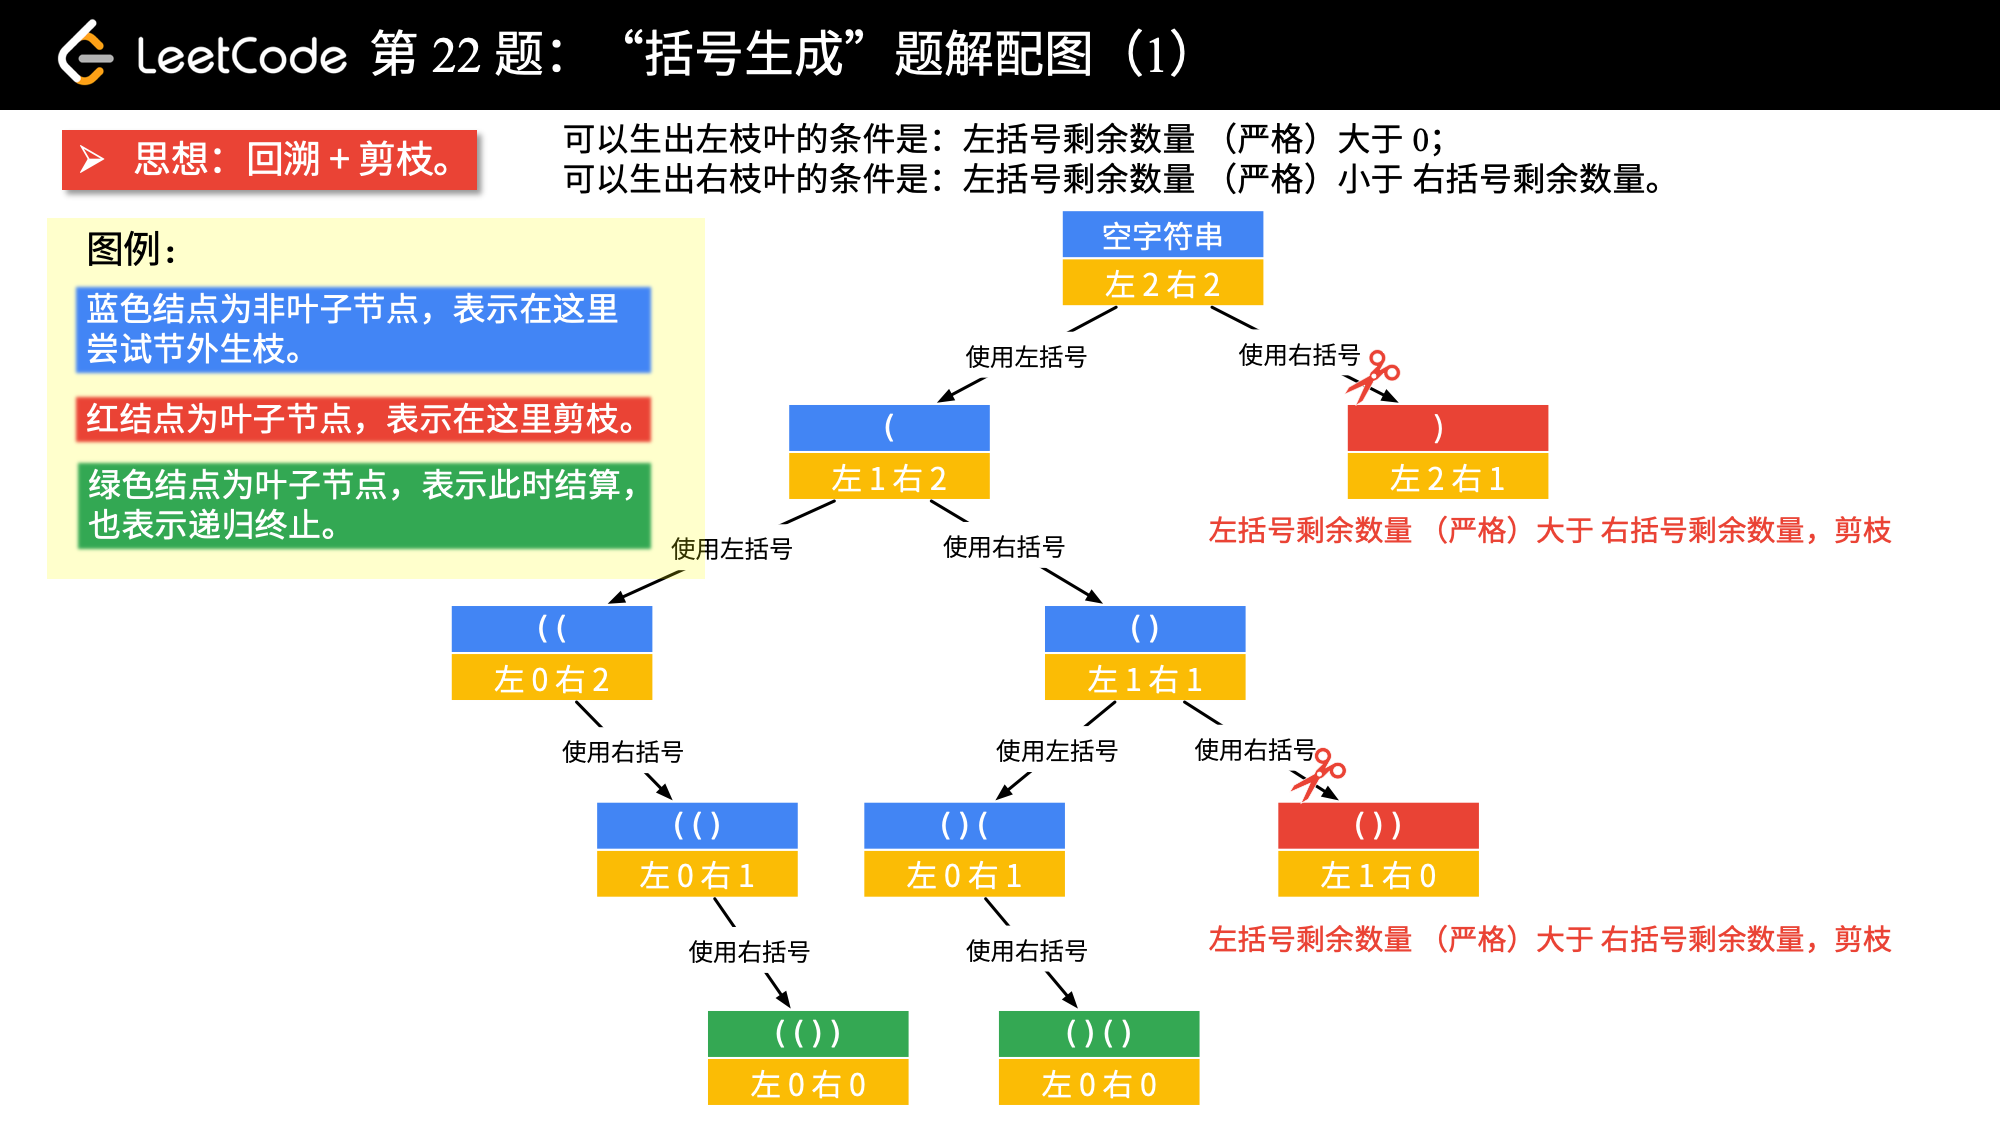 LeetCode 第 22 题：“括号生成”题解配图（1）
➢ 思想：回溯 + 剪枝。
可以生出左枝叶的条件是：左括号剩余数量（严格）大于 0；
可以生出右枝叶的条件是：左括号剩余数量（严格）小于 右括号剩余数量。
图例：
蓝色结点为非叶子节点，表示在这里
尝试节外生枝。
红结点为叶子节点，表示在这里剪枝。
绿色结点为叶子节点，表示此时结算，
也表示递归终止。
空字符串
左 2 右 2
使用左括号
使用右括号
(
左 1 右 2
)
左 2 右 1
左括号剩余数量（严格）大于 右括号剩余数量，剪枝
使用左括号
使用右括号
( (
左 0 右 2
( )
左 1 右 1
使用右括号
使用左括号
使用右括号
( ( )
左 0 右 1
( ) (
左 0 右 1
( ) )
左 1 右 0
左括号剩余数量（严格）大于 右括号剩余数量，剪枝
使用右括号
使用右括号
( ( ) )
左 0 右 0
( ) ( )
左 0 右 0